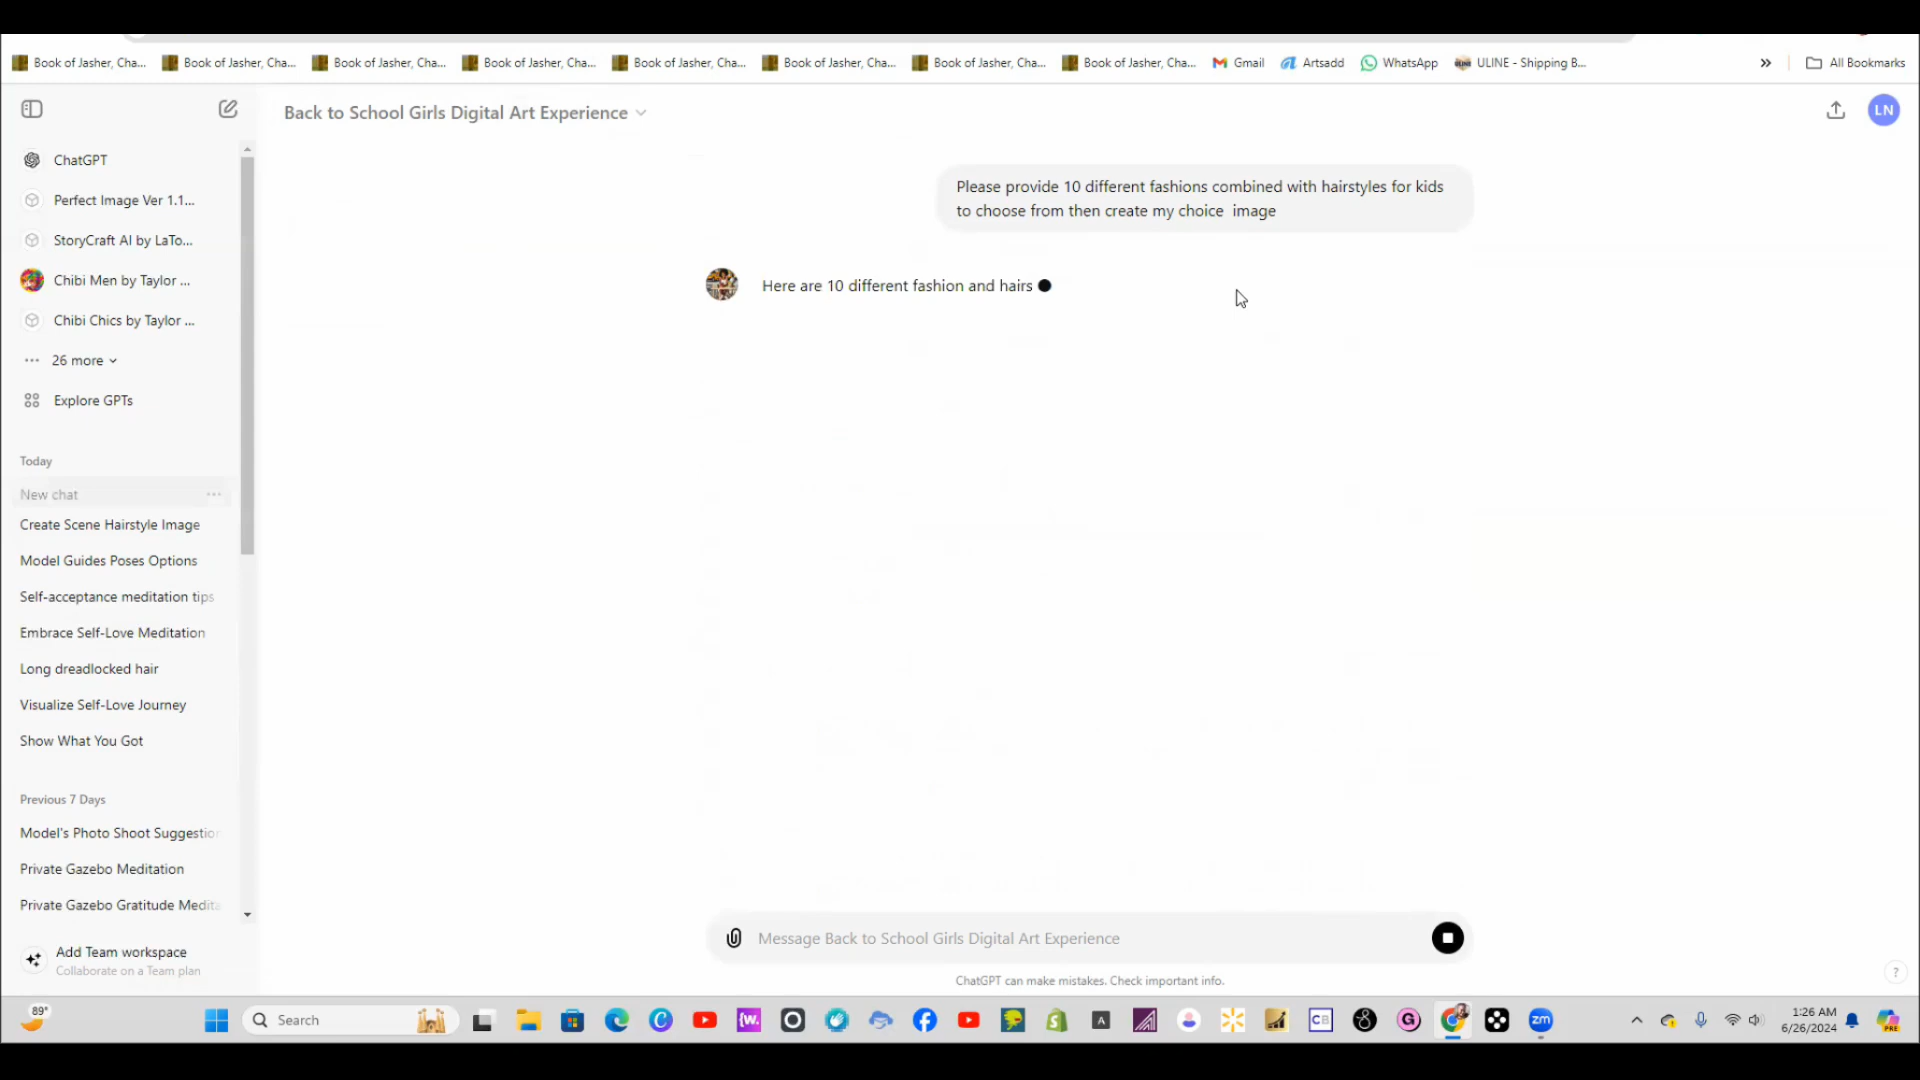 Book of Jasher, Cha...
Book of Jasher, Cha...
Book of Jasher, Cha...
Book of Jasher, Cha...
Book of Jasher, Cha...
Book of Jasher, Cha...
Book of Jasher, Cha...
Book of Jasher, Cha...
Gmail
Artsadd
WhatsApp
ULINE - Shipping B...
All Bookmarks
Back to School Girls Digital Art Experience
LN
ChatGPT
Perfect Image Ver 1.1...
StoryCraft AI by LaTo...
Chibi Men by Taylor ...
Chibi Chics by Taylor ...
26 more
Explore GPTs
Today
New chat
Create Scene Hairstyle Image
Model Guides Poses Options
Self-acceptance meditation tips
Embrace Self-Love Meditation
Long dreadlocked hair
Visualize Self-Love Journey
Show What You Got
Previous 7 Days
Model's Photo Shoot Suggestion
Private Gazebo Meditation
Private Gazebo Gratitude Medita
Add Team workspace
Collaborate on a Team plan
Please provide 10 different fashions combined with hairstyles for kids
to choose from then create my choice image
Here are 10 different fashion and hairs
Message Back to School Girls Digital Art Experience
ChatGPT can make mistakes. Check important info.
?
89°
Search
1:26 AM
6/26/2024